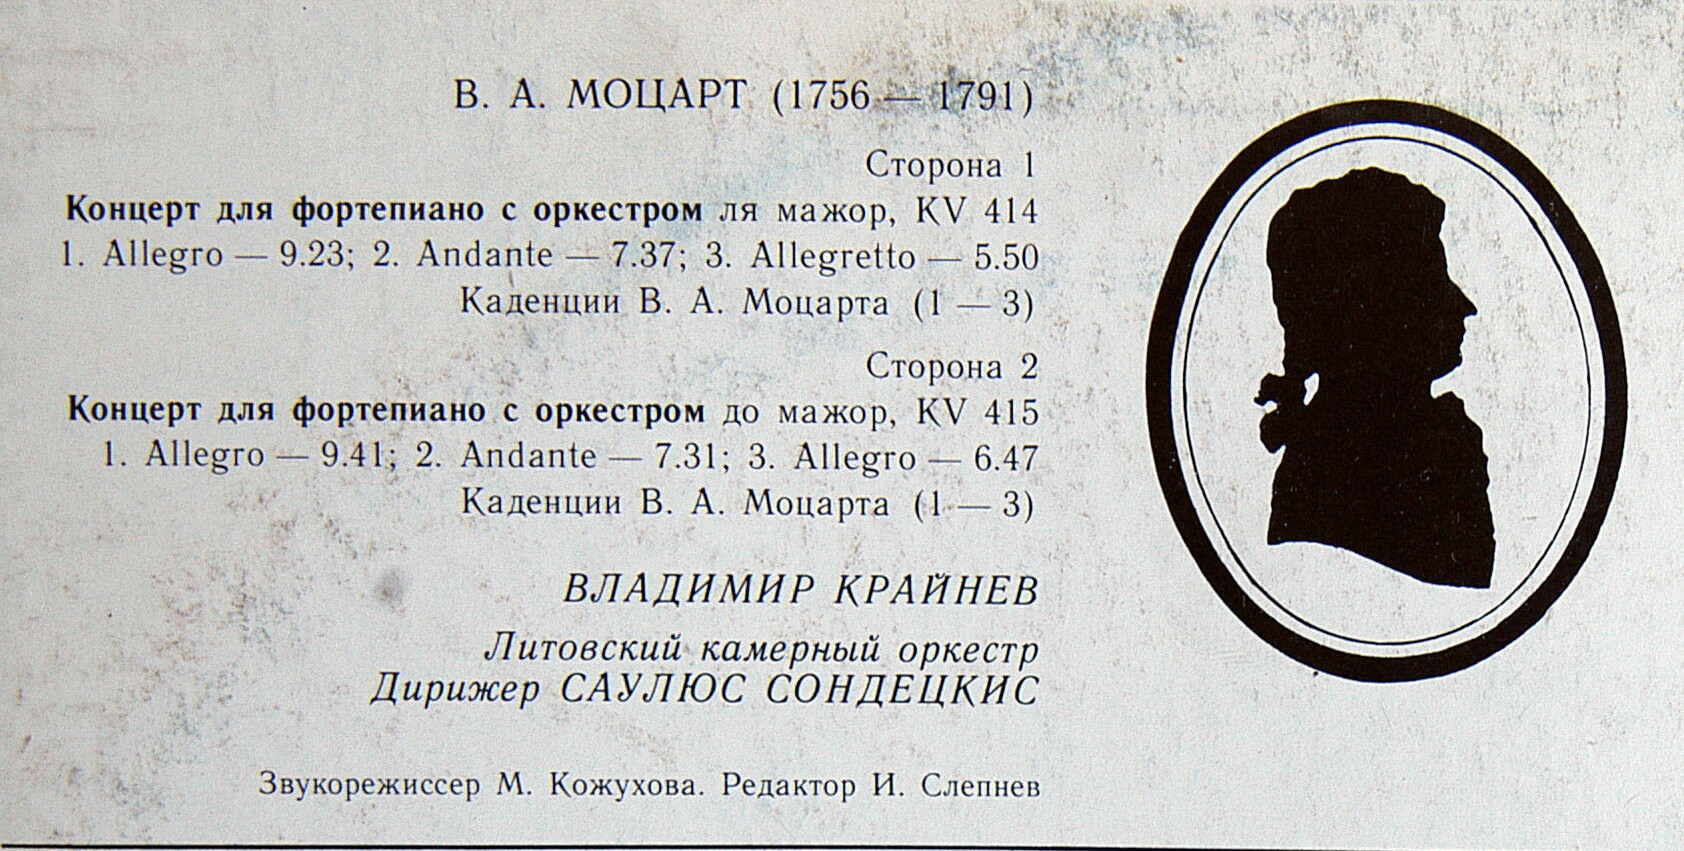 В. А. МОЦАРТ (1756 — 1791)
Сторона 1
Концерт для фортепиано с оркестром ля мажор, KV 414
1. Allegro — 9.23; 2. Andante — 7.37; 3. Allegretto — 5.50
Каденции В. А. Моцарта (1 — 3)
Сторона 2
Концерт для фортепиано с оркестром до мажор, KV 415
1. Allegro — 9.41; 2. Andante — 7.31; 3. Allegro — 6.47
Каденции В. А. Моцарта (1 — 3)
ВЛАДИМИР КРАЙНЕВ
Литовский камерный оркестр
Дирижер САУЛЮС СОНДЕЦКИС
Звукорежиссер М. Кожухова. Редактор И. Слепнев